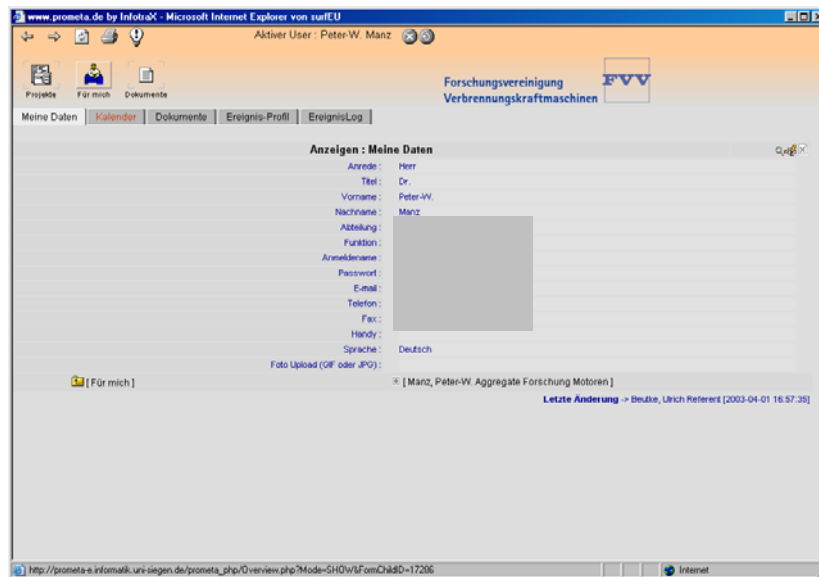 www.prometa.de by InfotraX - Microsoft Internet Explorer von surfEU
Aktiver User : Peter-W. Manz
Projekte Für mich Dokumente
Forschungsvereinigung
Verbrennungskraftmaschinen
FVV
Meine Daten Kalender Dokumente Ereignis-Profil EreignisLog
Anzeigen : Meine Daten
Anrede : Herr
Titel : Dr.
Vorname : Peter-W.
Nachname : Manz
Abteilung :
Funktion :
Anmeldename :
Passwort :
E-mail :
Telefon :
Fax :
Handy :
Sprache : Deutsch
Foto Upload (GIF oder JPG) :
[ Für mich ] [ Manz, Peter-W. Aggregate Forschung Motoren ]
Letzte Änderung -> Beutke, Ulrich Referent [2003-04-01 16:57:35]
http://prometa-e.informatik.uni-siegen.de/prometa_php/Overview.php?Mode=SHOW&FormChildID=17206 Internet